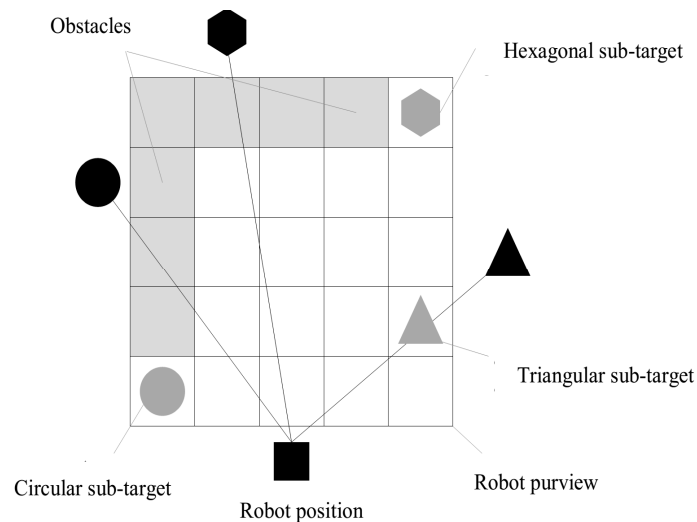 Obstacles
Hexagonal sub-target
Triangular sub-target
Robot purview
Circular sub-target
Robot position